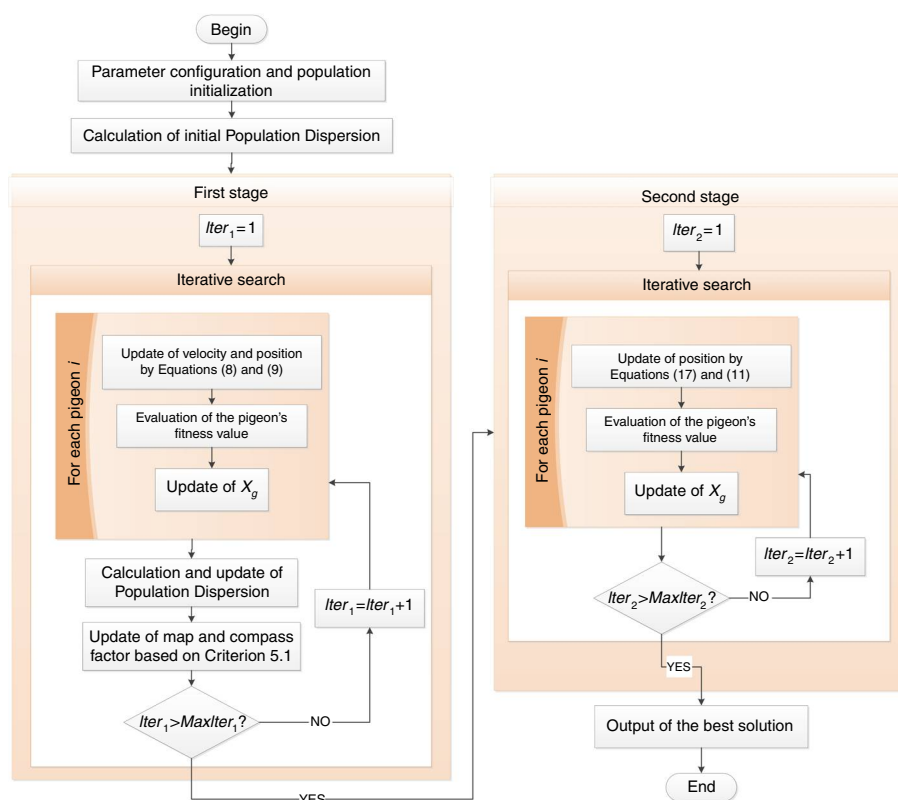 Begin
Parameter configuration and population
initialization
Calculation of initial Population Dispersion
First stage
Iter₁=1
Iterative search
For each pigeon i
Update of velocity and position
by Equations (8) and (9)
Evaluation of the pigeon's
fitness value
Update of X_g
Calculation and update of
Population Dispersion
Iter₁=Iter₁+1
Update of map and compass
factor based on Criterion 5.1
Iter₁>MaxIter₁?
NO
YES
Second stage
Iter₂=1
Iterative search
For each pigeon i
Update of position by
Equations (17) and (11)
Evaluation of the pigeon's
fitness value
Update of X_g
Iter₂=Iter₂+1
Iter₂>MaxIter₂?
NO
YES
Output of the best solution
End